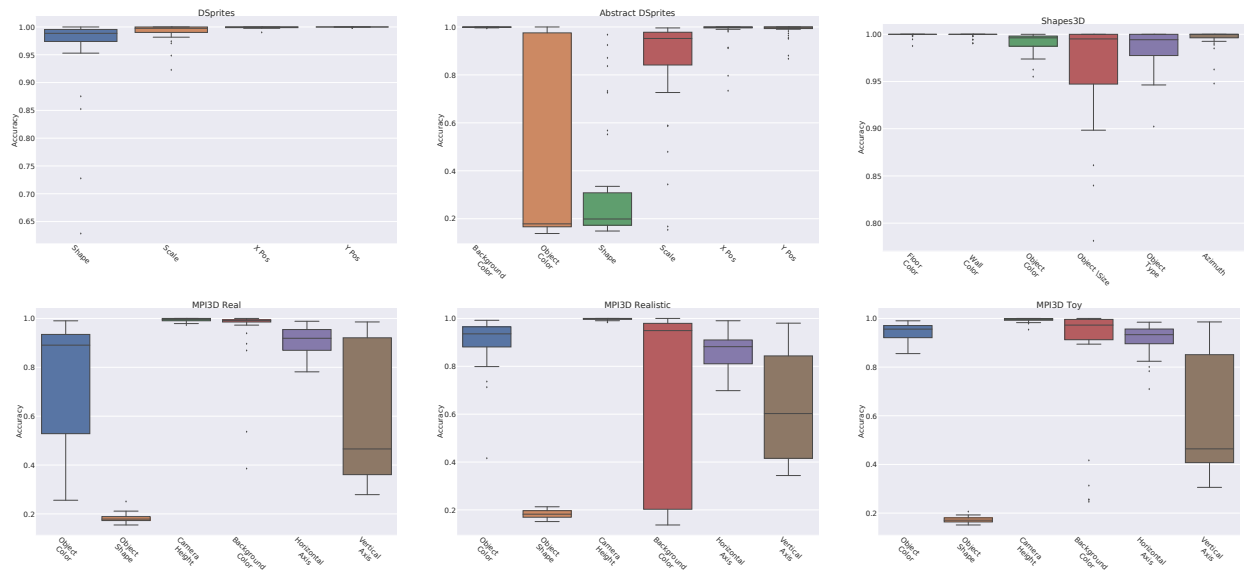 DSprites
Accuracy
1.00
0.95
0.90
0.85
0.80
0.75
0.70
0.65
Shape
Scale
X Pos
Y Pos
Abstract DSprites
Accuracy
1.0
0.8
0.6
0.4
0.2
Background
Color
Object
Color
Shape
Scale
X Pos
Y Pos
Shapes3D
Accuracy
1.00
0.95
0.90
0.85
0.80
Floor
Color
Wall
Color
Object
Color
Object \Size
Object
Type
Azimuth
MPI3D Real
Accuracy
1.0
0.8
0.6
0.4
0.2
Object
Color
Object
Shape
Camera
Height
Background
Color
Horizontal
Axis
Vertical
Axis
MPI3D Realistic
Accuracy
1.0
0.8
0.6
0.4
0.2
Object
Color
Object
Shape
Camera
Height
Background
Color
Horizontal
Axis
Vertical
Axis
MPI3D Toy
Accuracy
1.0
0.8
0.6
0.4
0.2
Object
Color
Object
Shape
Camera
Height
Background
Color
Horizontal
Axis
Vertical
Axis